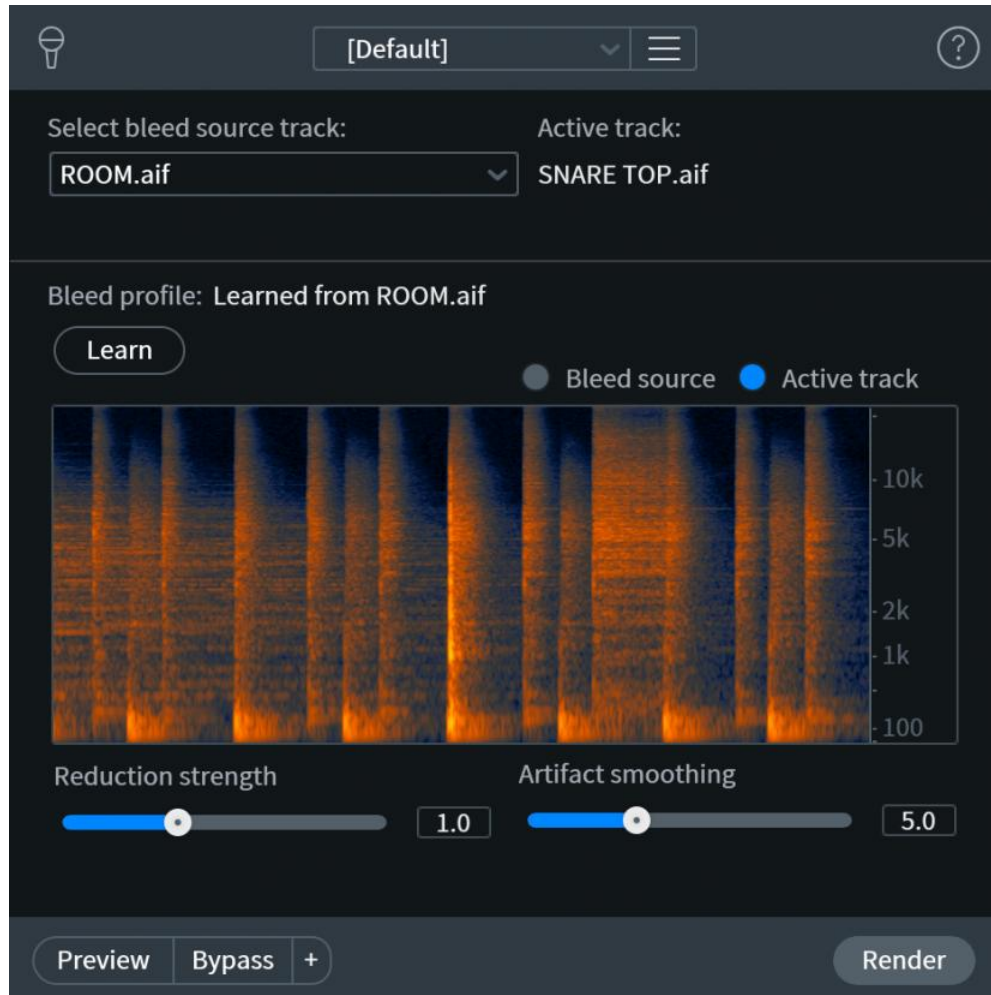 [Default]
?
Select bleed source track:
Active track:
ROOM.aif
SNARE TOP.aif
Bleed profile: Learned from ROOM.aif
Learn
Bleed source
Active track
10k
5k
2k
1k
100
Reduction strength
Artifact smoothing
1.0
5.0
Preview
Bypass
+
Render